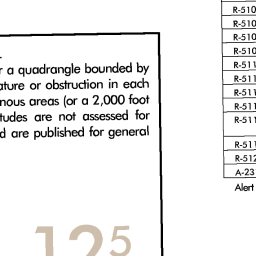 r a quadrangle bounded by
ature or obstruction in each
nous areas (or a 2,000 foot
tudes are not assessed for
d are published for general
12⁵
R-510
R-510
R-510
R-510
R-511
R-511
R-511
R-511
R-511
R-511
R-512
A-23
Alert